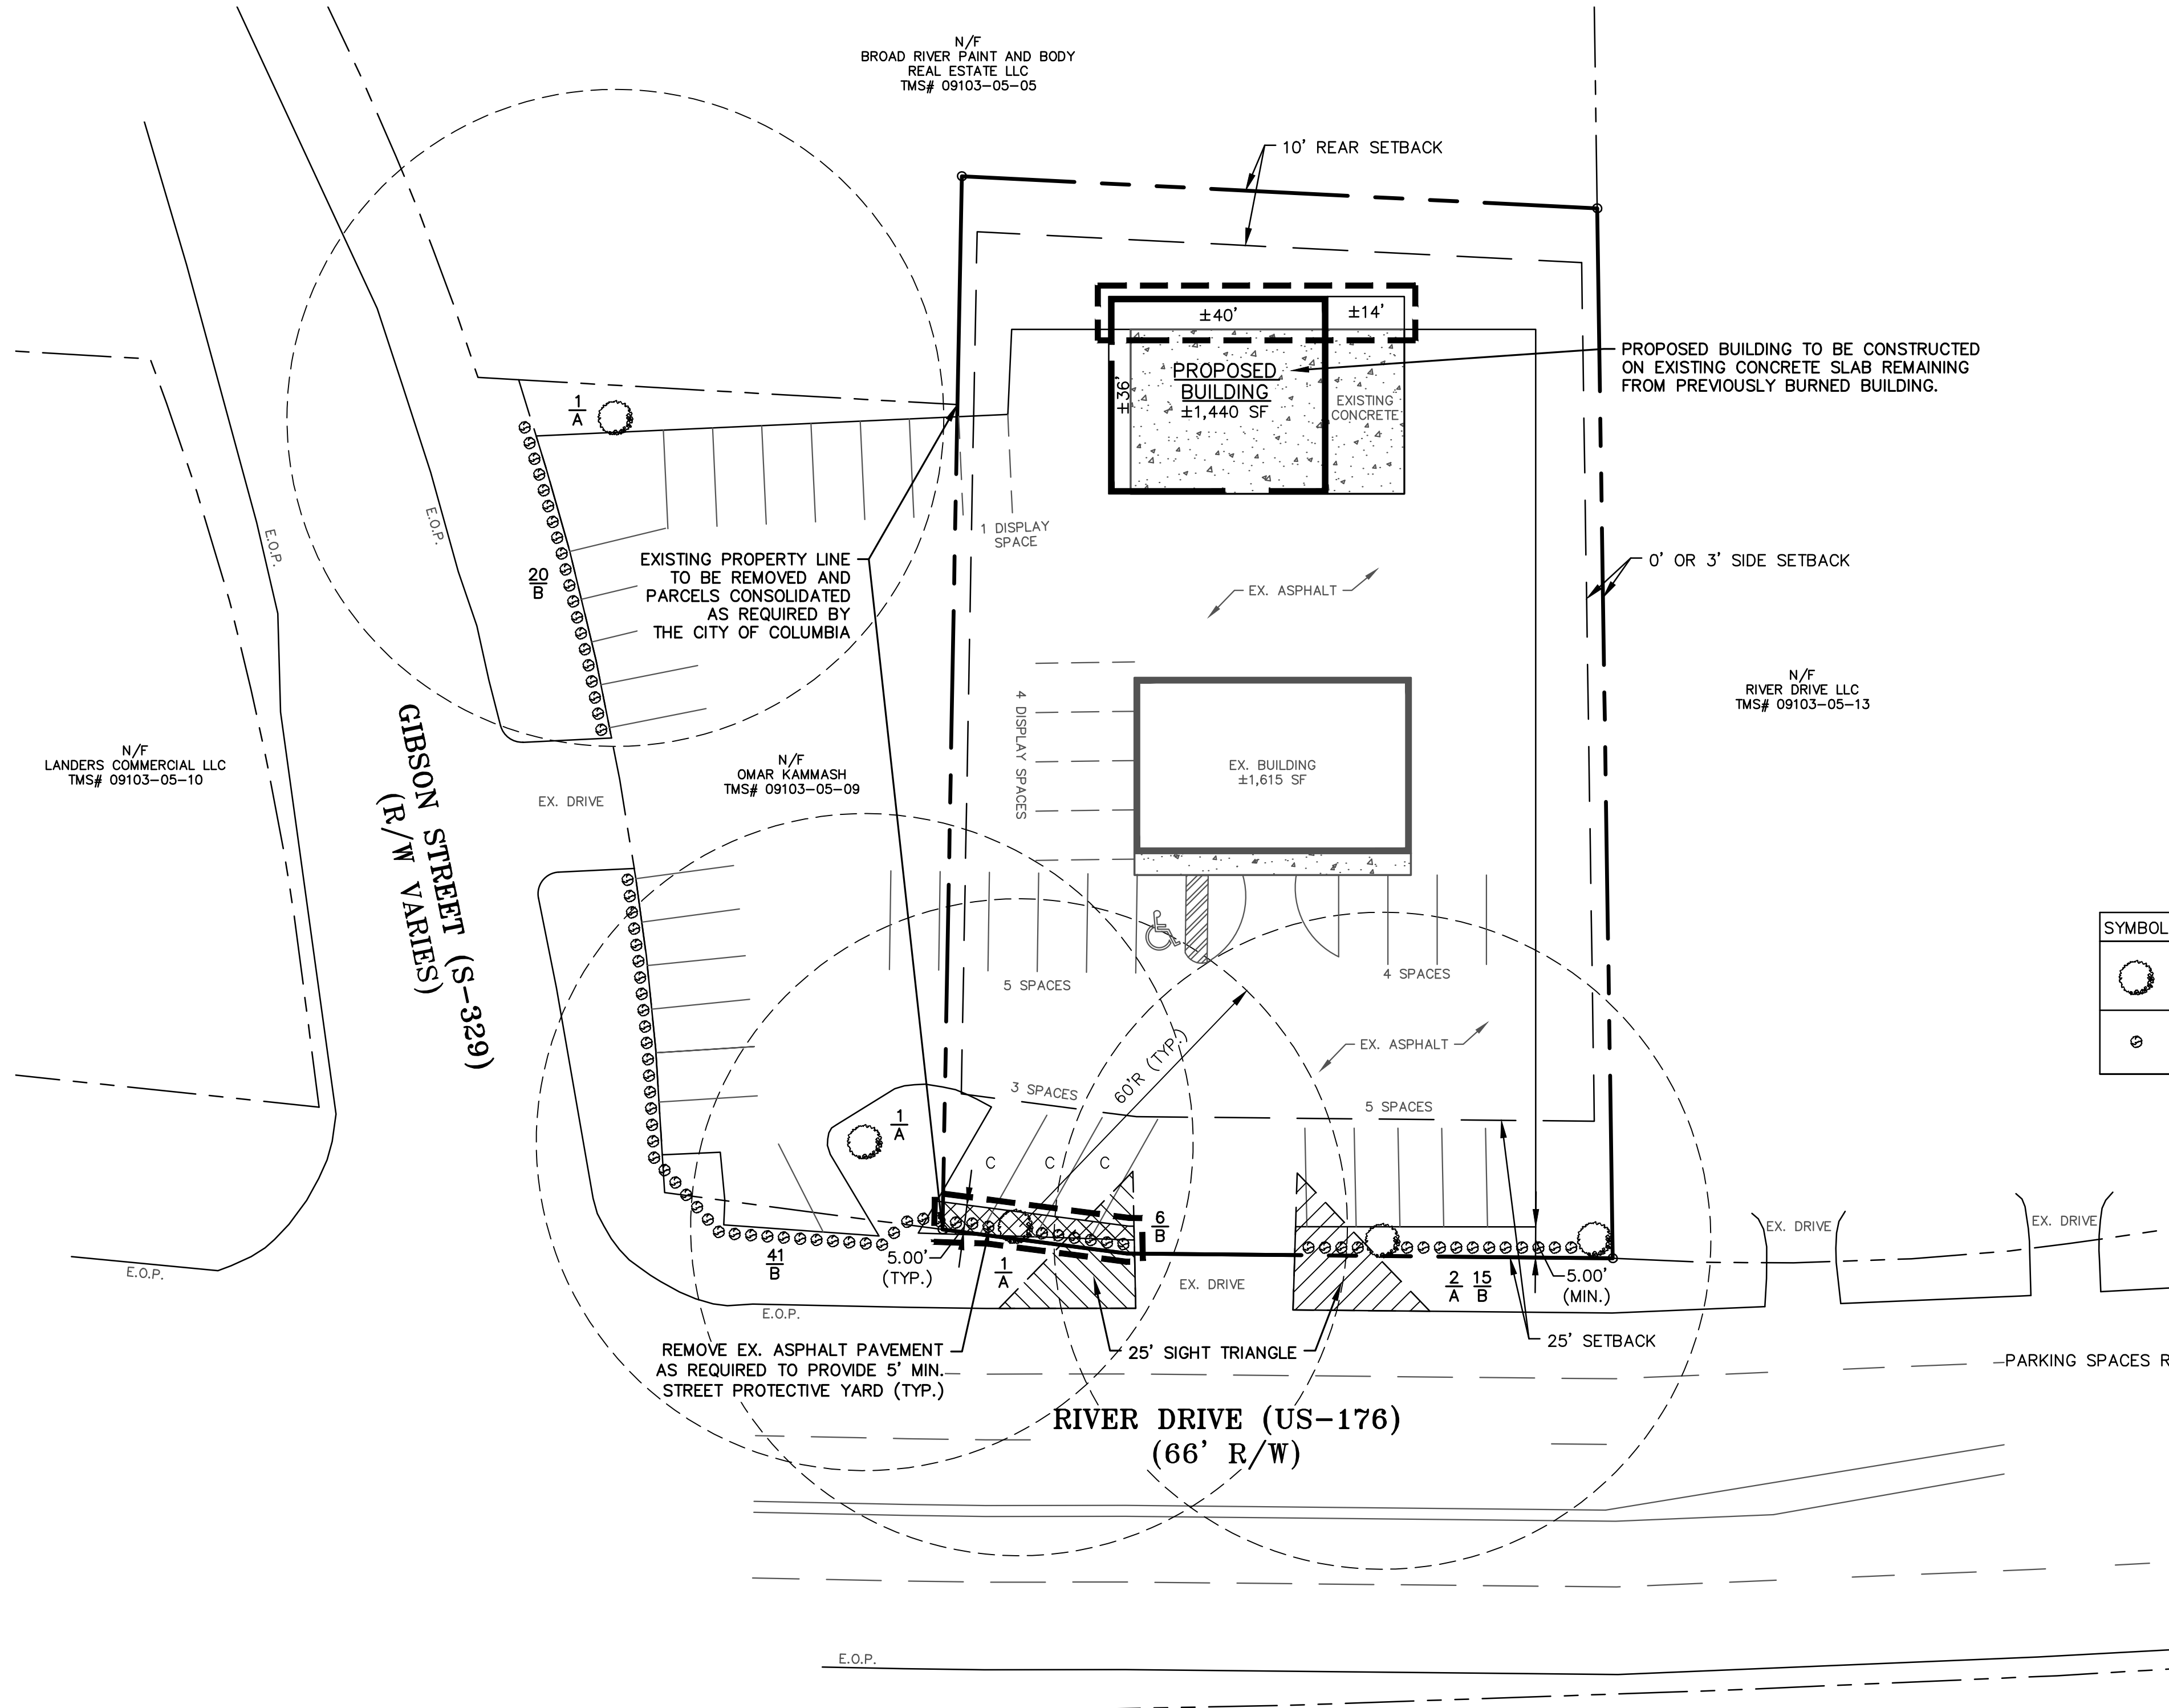 N/F
BROAD RIVER PAINT AND BODY
REAL ESTATE LLC
TMS# 09103-05-05
10' REAR SETBACK
±40'
±14'
±36'
PROPOSED
BUILDING
±1,440 SF
EXISTING
CONCRETE
PROPOSED BUILDING TO BE CONSTRUCTED
ON EXISTING CONCRETE SLAB REMAINING
FROM PREVIOUSLY BURNED BUILDING.
1
A
E.O.P.
E.O.P.
1 DISPLAY
SPACE
EXISTING PROPERTY LINE
TO BE REMOVED AND
PARCELS CONSOLIDATED
AS REQUIRED BY
THE CITY OF COLUMBIA
20
B
EX. ASPHALT
0' OR 3' SIDE SETBACK
N/F
RIVER DRIVE LLC
TMS# 09103-05-13
4 DISPLAY SPACES
EX. BUILDING
±1,615 SF
N/F
LANDERS COMMERCIAL LLC
TMS# 09103-05-10
GIBSON STREET (S-329)
(R/W VARIES)
N/F
OMAR KAMMASH
TMS# 09103-05-09
EX. DRIVE
SYMBOL
5 SPACES
4 SPACES
EX. ASPHALT
60'R (TYP.)
3 SPACES
5 SPACES
1
A
C
C
C
6
B
41
B
5.00'
(TYP.)
1
A
EX. DRIVE
2
A
15
B
5.00'
(MIN.)
EX. DRIVE
EX. DRIVE
E.O.P.
E.O.P.
REMOVE EX. ASPHALT PAVEMENT
AS REQUIRED TO PROVIDE 5' MIN.
STREET PROTECTIVE YARD (TYP.)
25' SIGHT TRIANGLE
25' SETBACK
PARKING SPACES R
RIVER DRIVE (US-176)
(66' R/W)
E.O.P.